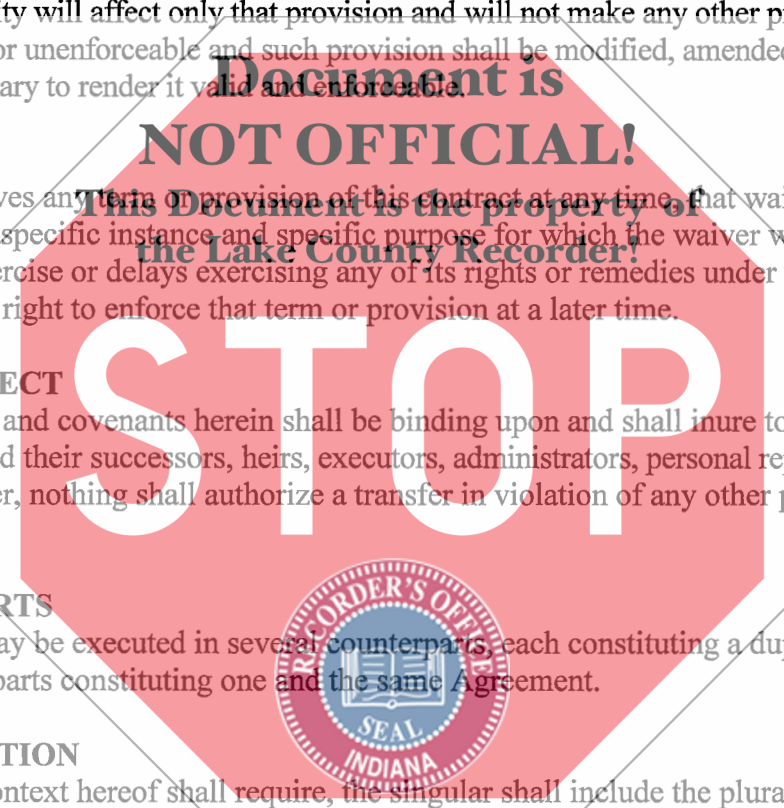 ity will affect only that provision and will not make any other p
or unenforceable and such provision shall be modified, amended
ary to render it valid and enforceable.
Document is
NOT OFFICIAL!
ves any term or provision of this contract at any time, that wai
This Document is the property of
specific instance and specific purpose for which the waiver w
the Lake County Recorder!
ercise or delays exercising any of its rights or remedies under
right to enforce that term or provision at a later time.
STOP
ECT
and covenants herein shall be binding upon and shall inure to
d their successors, heirs, executors, administrators, personal rep
er, nothing shall authorize a transfer in violation of any other p
RECORDER'S OFFICE
SEAL
INDIANA
RTS
ay be executed in several counterparts, each constituting a dup
parts constituting one and the same Agreement.
TION
ontext hereof shall require, the singular shall include the plura